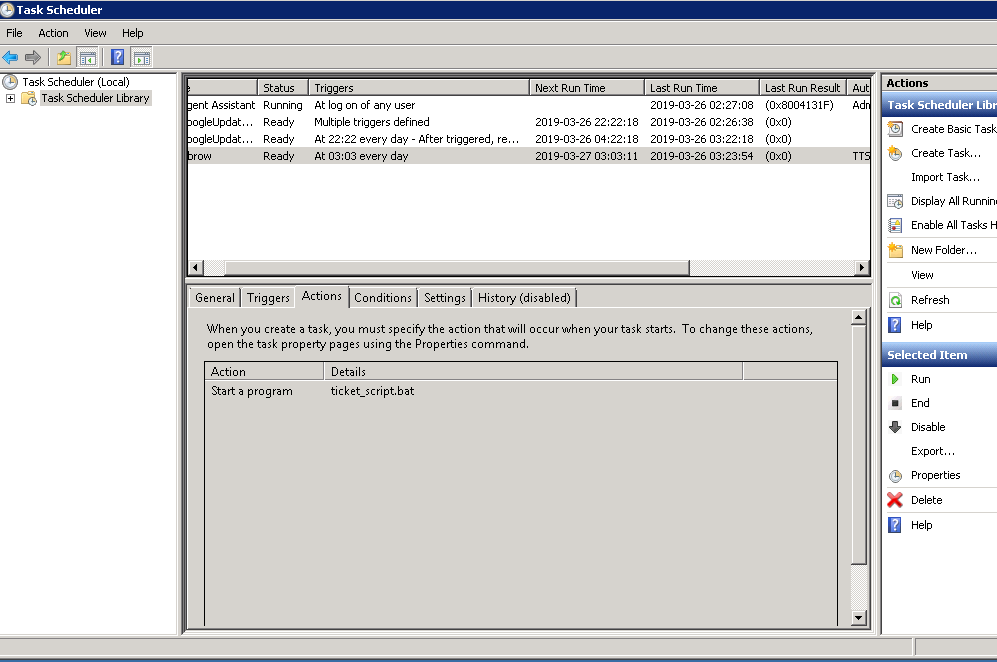 Task Scheduler
File Action View Help
Task Scheduler (Local)
Task Scheduler Library
Status Triggers Next Run Time Last Run Time Last Run Result
gent Assistant Running At log on of any user 2019-03-26 02:27:08 (0x8004131F)
oogleUpdat... Ready Multiple triggers defined 2019-03-26 22:22:18 2019-03-26 02:26:38 (0x0)
oogleUpdat... Ready At 22:22 every day - After triggered, re... 2019-03-26 04:22:18 2019-03-26 02:22:18 (0x0)
brow Ready At 03:03 every day 2019-03-27 03:03:11 2019-03-26 03:23:54 (0x0) TTS
General Triggers Actions Conditions Settings History (disabled)
When you create a task, you must specify the action that will occur when your task starts. To change these actions,
open the task property pages using the Properties command.
Action Details
Start a program ticket_script.bat
Actions
Task Scheduler Libr
Create Basic Task
Create Task...
Import Task...
Display All Runnin
Enable All Tasks H
New Folder...
View
Refresh
Help
Selected Item
Run
End
Disable
Export...
Properties
Delete
Help